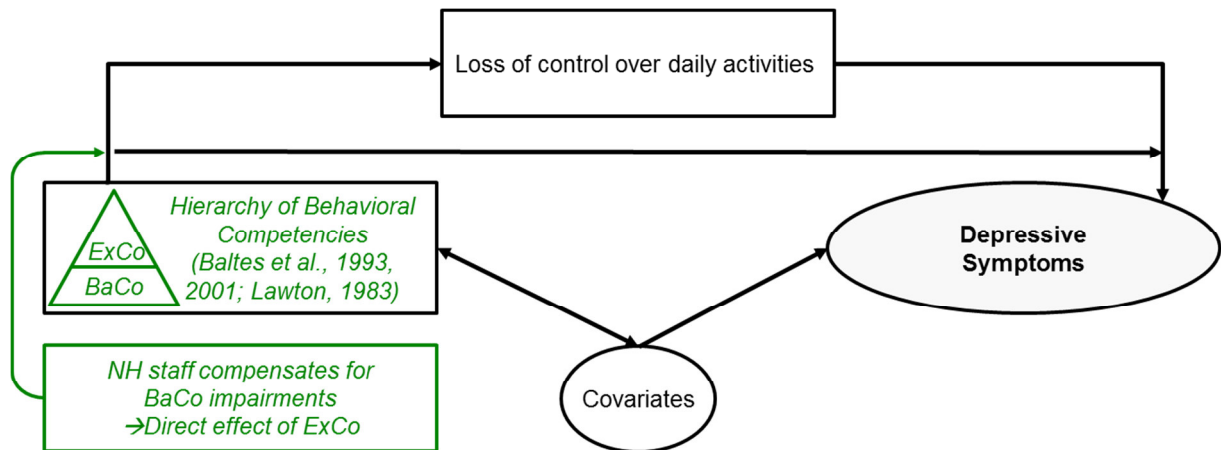 Loss of control over daily activities
ExCo
BaCo
Hierarchy of Behavioral
Competencies
(Baltes et al., 1993,
2001; Lawton, 1983)
Depressive
Symptoms
NH staff compensates for
BaCo impairments
→Direct effect of ExCo
Covariates